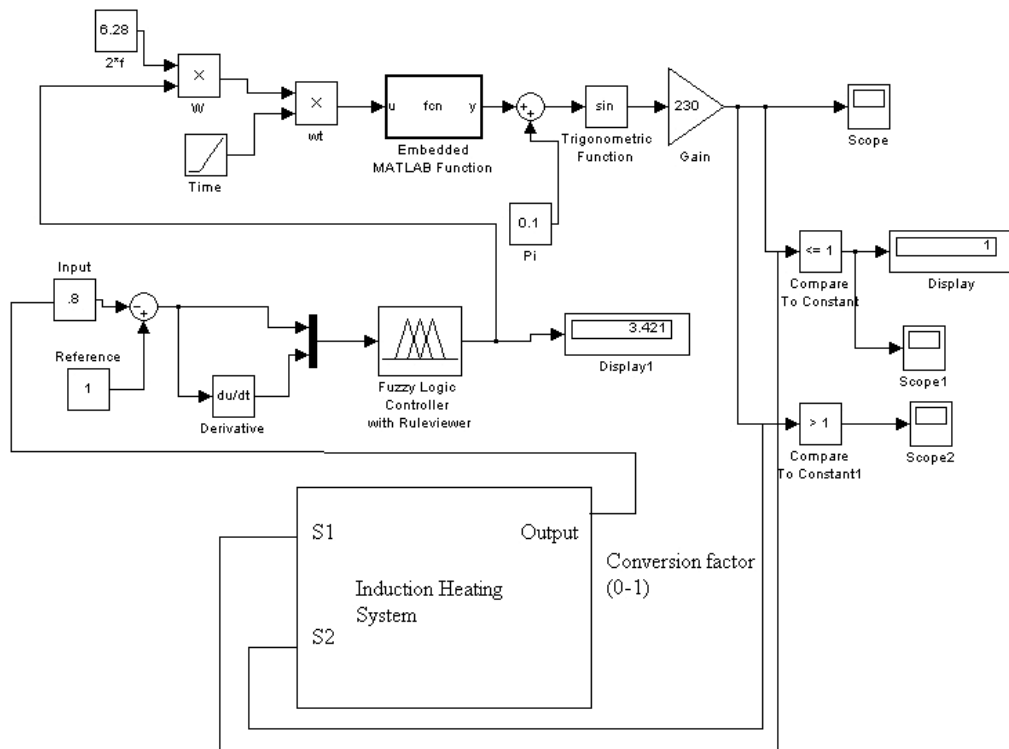 6.28
2*f
×
W
Time
×
wt
u fcn y
Embedded
MATLAB Function
+
+
0.1
Pi
sin
Trigonometric
Function
230
Gain
Scope
<= 1
Compare
To Constant
1
Display
Scope1
> 1
Compare
To Constant1
Scope2
Input
.8
Reference
1
-
+
du/dt
Derivative
Fuzzy Logic
Controller
with Ruleviewer
3.421
Display1
S1
Output
Induction Heating
System
S2
Conversion factor
(0-1)